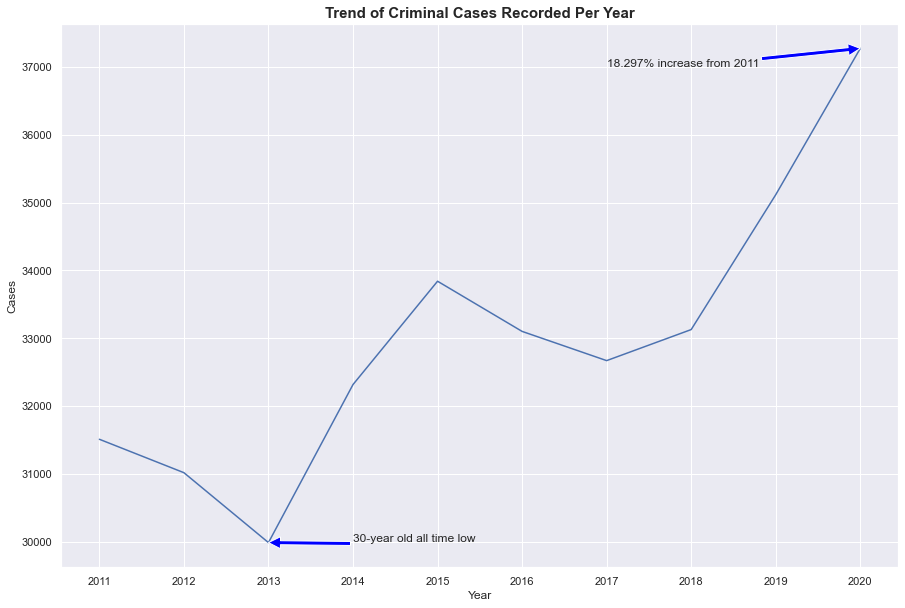 Trend of Criminal Cases Recorded Per Year
37000
36000
35000
34000
33000
32000
31000
30000
Cases
18.297% increase from 2011
30-year old all time low
2011 2012 2013 2014 2015 2016 2017 2018 2019 2020
Year